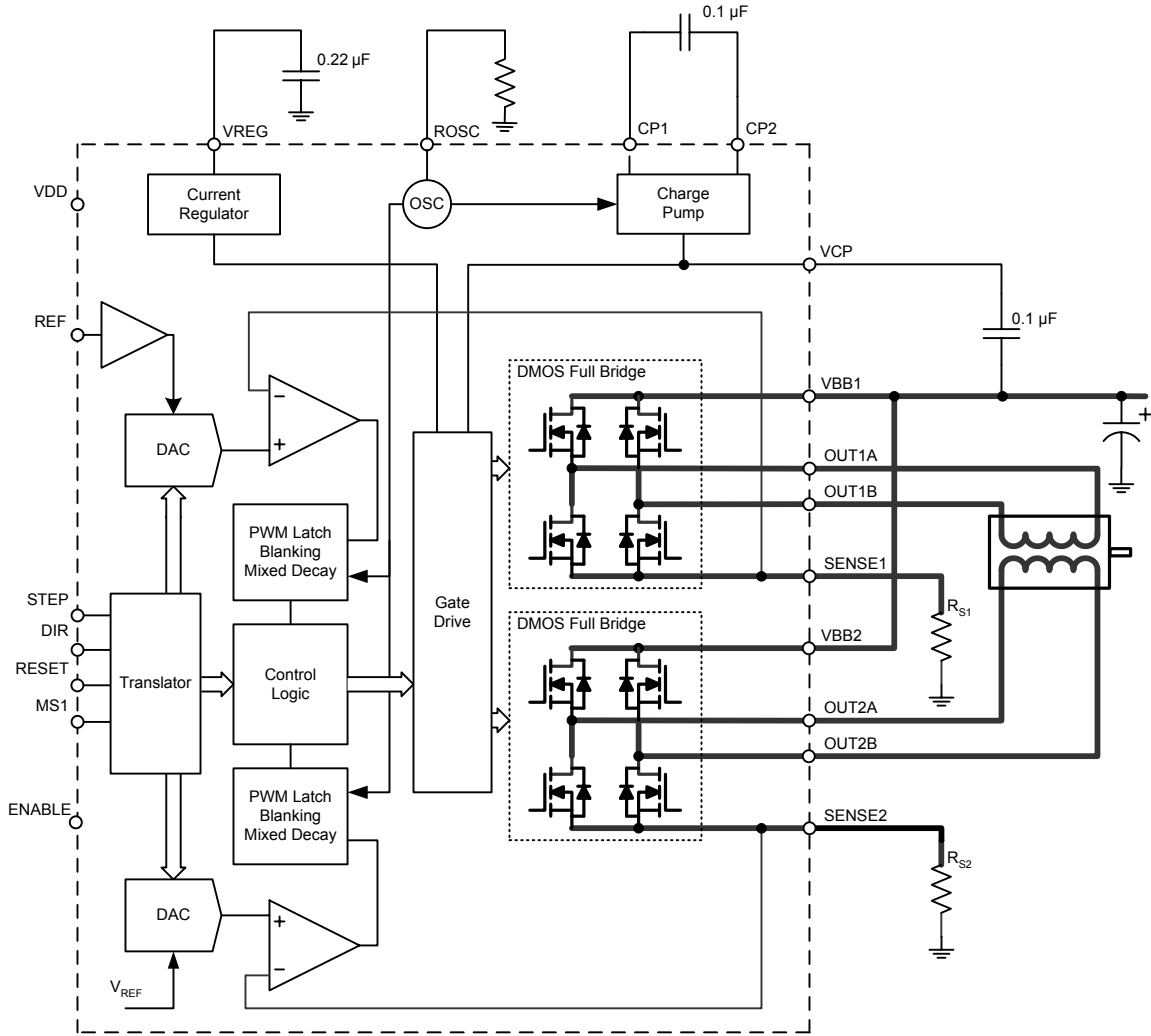 0.1 µF
0.22 µF
VREG
ROSC
CP1
CP2
VDD
Current
Regulator
OSC
Charge
Pump
VCP
REF
0.1 µF
DMOS Full Bridge
VBB1
−
+
DAC
+
OUT1A
OUT1B
PWM Latch
Blanking
Mixed Decay
SENSE1
STEP
Gate
Drive
RS1
DIR
DMOS Full Bridge
VBB2
RESET
Translator
Control
Logic
MS1
OUT2A
OUT2B
PWM Latch
Blanking
Mixed Decay
ENABLE
SENSE2
RS2
DAC
+
−
VREF